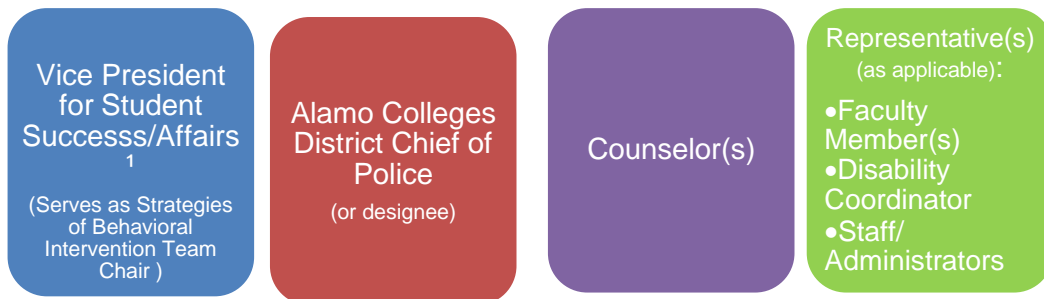 Vice President
for Student
Successs/Affairs
1
(Serves as Strategies
of Behavioral
Intervention Team
Chair )
Alamo Colleges
District Chief of
Police
(or designee)
Counselor(s)
Representative(s)
(as applicable):
•Faculty
Member(s)
•Disability
Coordinator
•Staff/
Administrators